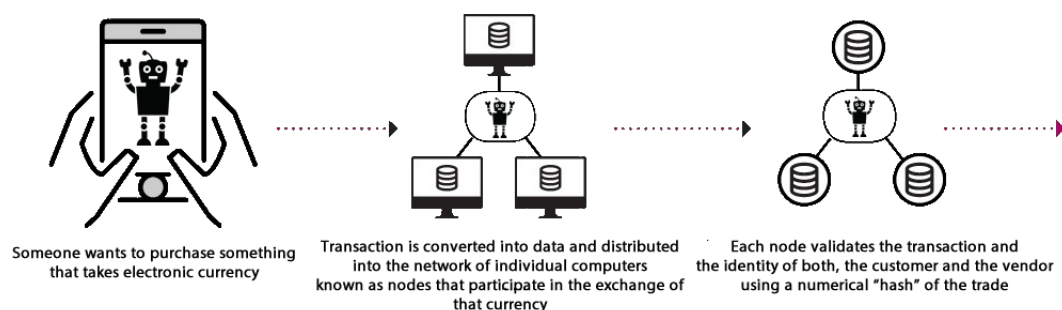 Someone wants to purchase something
that takes electronic currency
Transaction is converted into data and distributed
into the network of individual computers
known as nodes that participate in the exchange of
that currency
Each node validates the transaction and
the identity of both, the customer and the vendor
using a numerical “hash” of the trade